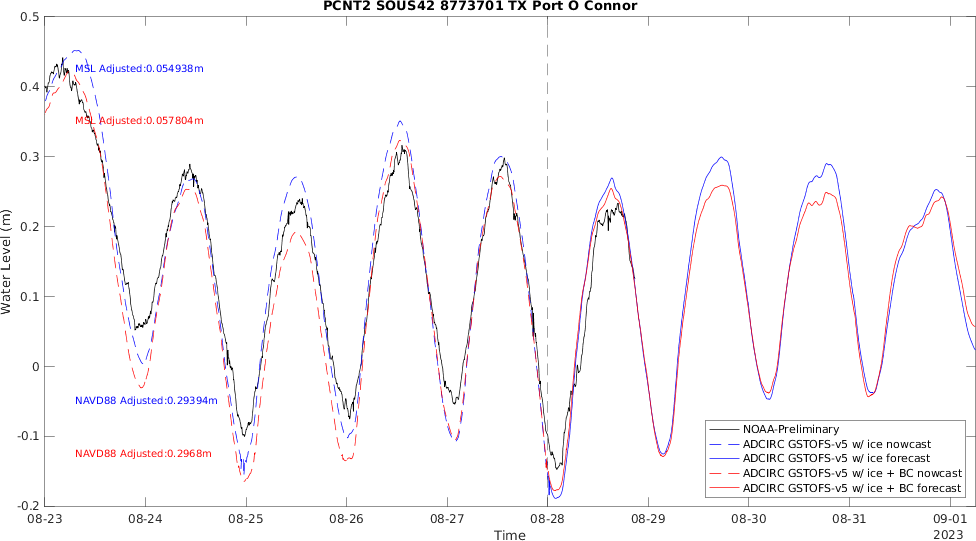 PCNT2 SOUS42 8773701 TX Port O Connor
0.5
0.4
0.3
0.2
0.1
0
-0.1
-0.2
Water Level (m)
MSL Adjusted:0.054938m
MSL Adjusted:0.057804m
NAVD88 Adjusted:0.29394m
NAVD88 Adjusted:0.2968m
NOAA-Preliminary
ADCIRC GSTOFS-v5 w/ ice nowcast
ADCIRC GSTOFS-v5 w/ ice forecast
ADCIRC GSTOFS-v5 w/ ice + BC nowcast
ADCIRC GSTOFS-v5 w/ ice + BC forecast
08-23 08-24 08-25 08-26 08-27 08-28 08-29 08-30 08-31 09-01
2023
Time